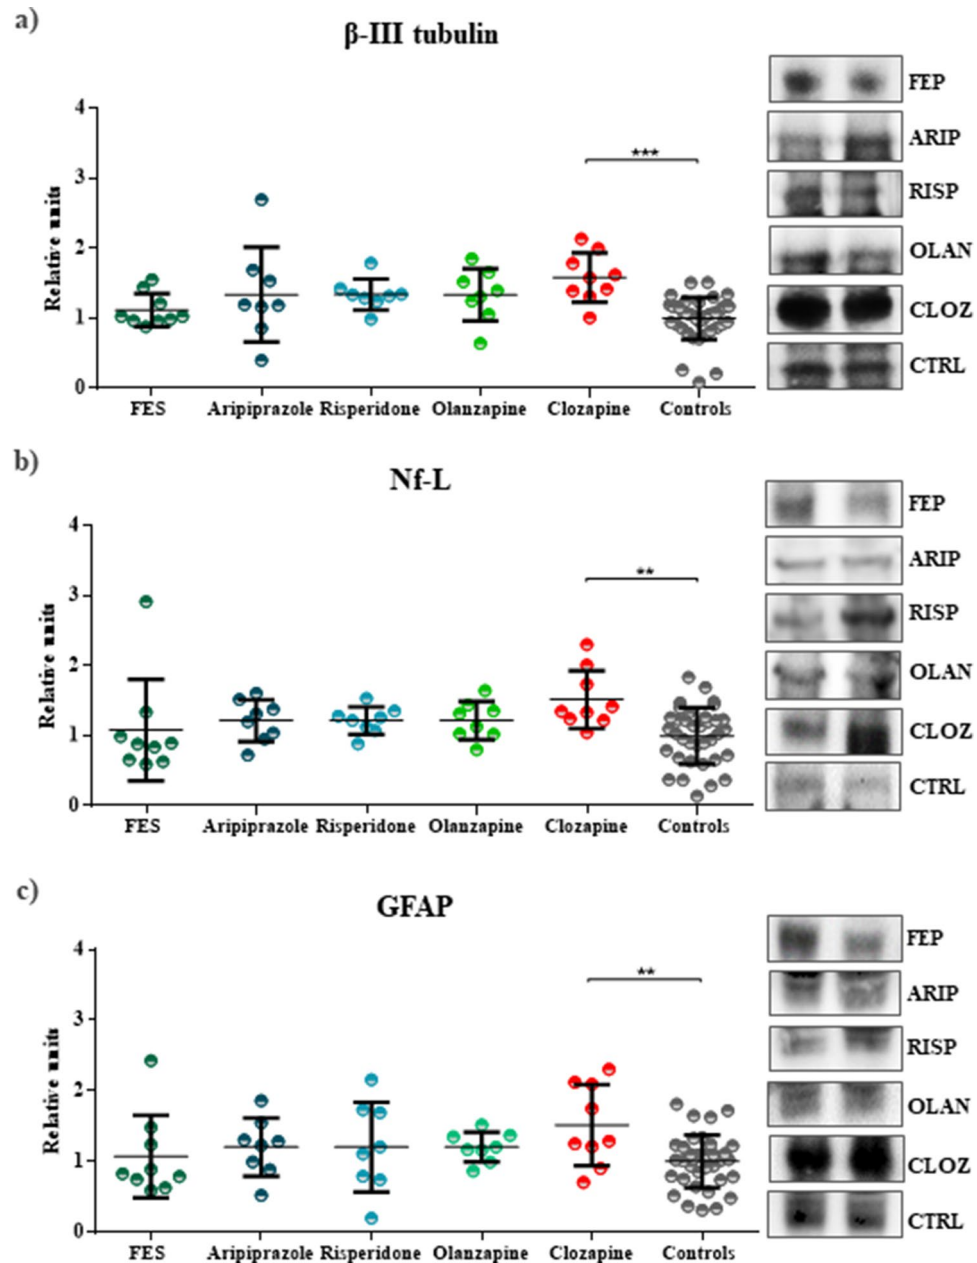 a)
β-III tubulin
Relative units
4
3
2
1
0
***
FES Aripiprazole Risperidone Olanzapine Clozapine Controls
FEP
ARIP
RISP
OLAN
CLOZ
CTRL
b)
Nf-L
Relative units
4
3
2
1
0
**
FES Aripiprazole Risperidone Olanzapine Clozapine Controls
FEP
ARIP
RISP
OLAN
CLOZ
CTRL
c)
GFAP
Relative units
4
3
2
1
0
**
FES Aripiprazole Risperidone Olanzapine Clozapine Controls
FEP
ARIP
RISP
OLAN
CLOZ
CTRL